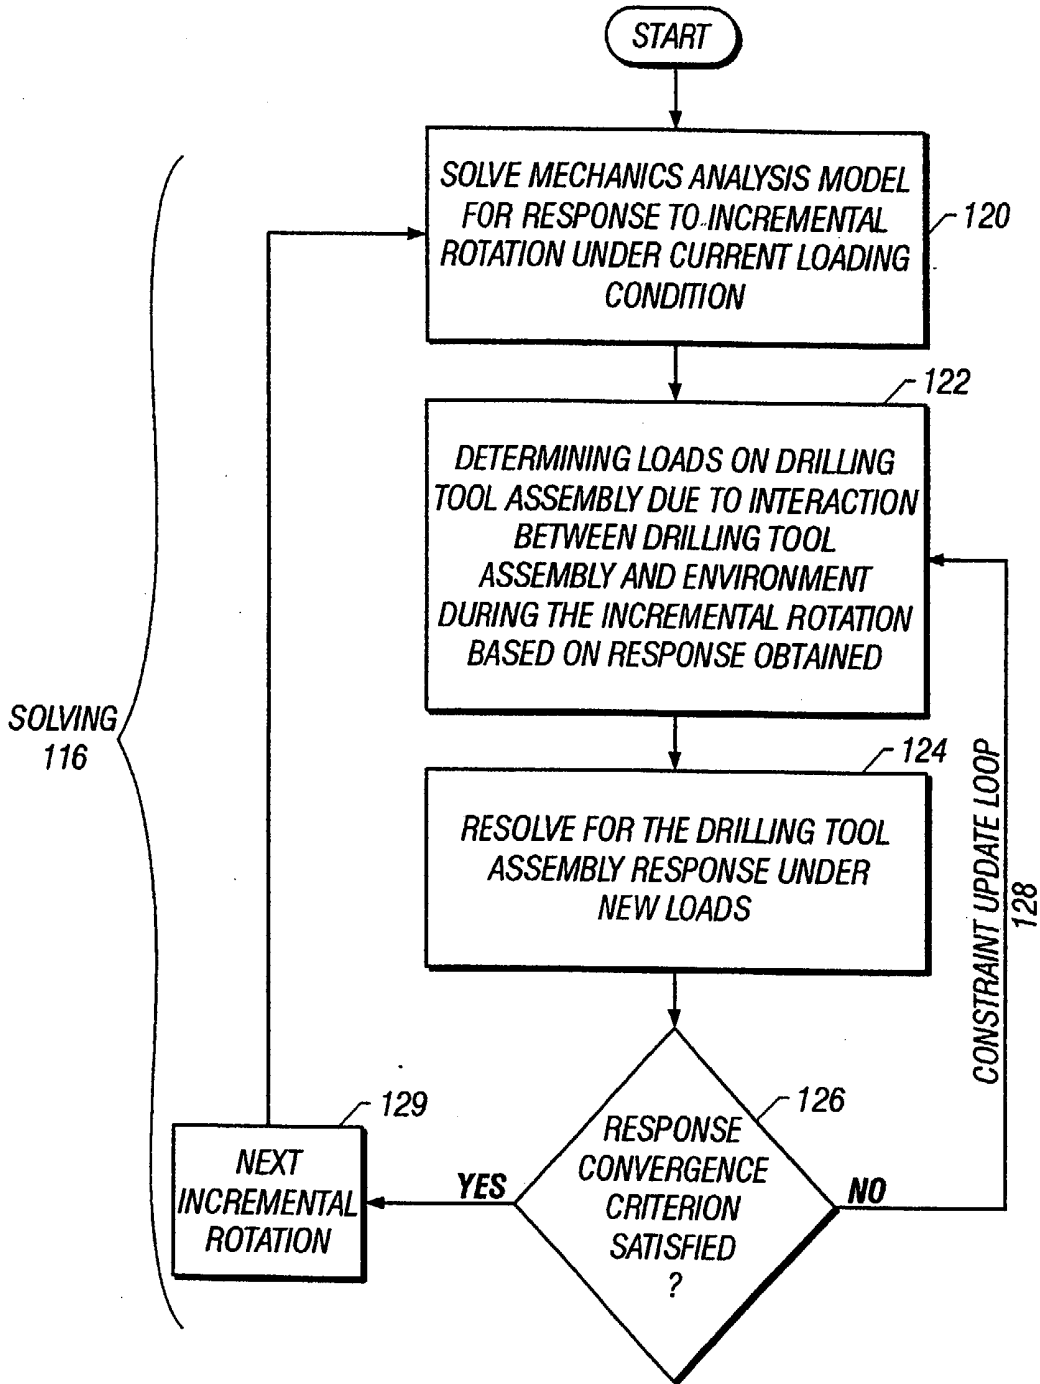 START
SOLVE MECHANICS ANALYSIS MODEL
FOR RESPONSE TO INCREMENTAL
ROTATION UNDER CURRENT LOADING
CONDITION
120
122
DETERMINING LOADS ON DRILLING
TOOL ASSEMBLY DUE TO INTERACTION
BETWEEN DRILLING TOOL
ASSEMBLY AND ENVIRONMENT
DURING THE INCREMENTAL ROTATION
BASED ON RESPONSE OBTAINED
SOLVING
116
124
RESOLVE FOR THE DRILLING TOOL
ASSEMBLY RESPONSE UNDER
NEW LOADS
CONSTRAINT UPDATE LOOP
128
126
RESPONSE
CONVERGENCE
CRITERION
SATISFIED
?
YES
NO
129
NEXT
INCREMENTAL
ROTATION